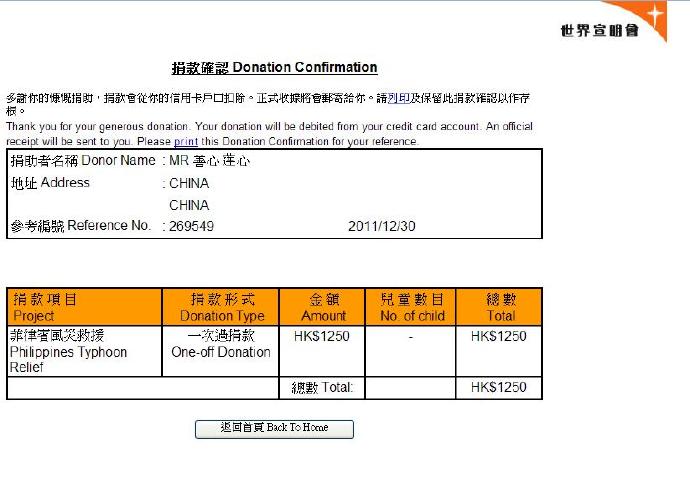 世界宣明會
捐款確認 Donation Confirmation
多謝你的慷慨捐助，捐款會從你的信用卡戶口扣除。正式收據將會郵寄給你。請列印及保留此捐款確認以作存
根。
Thank you for your generous donation. Your donation will be debited from your credit card account. An official
receipt will be sent to you. Please print this Donation Confirmation for your reference.
捐助者名稱 Donor Name : MR 善心 蓮心
地址 Address : CHINA
CHINA
參考編號 Reference No. : 269549 2011/12/30
捐款項目 捐款形式 金額 兒童數目 總數
Project Donation Type Amount No. of child Total
菲律賓風災救援 一次過捐款 HK$1250 - HK$1250
Philippines Typhoon One-off Donation
Relief
總數 Total: HK$1250
返回首頁 Back To Home